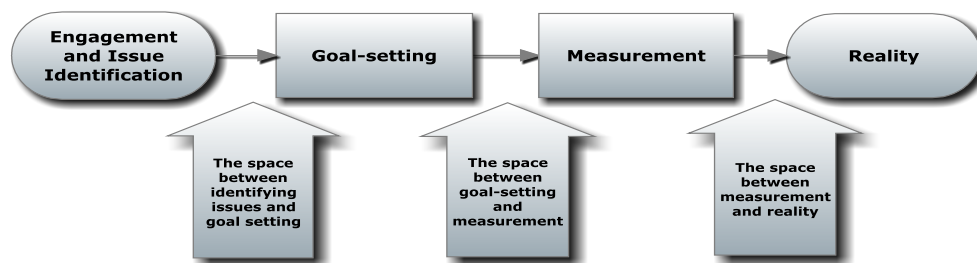 Engagement
and Issue
Identification
Goal-setting
Measurement
Reality
The space
between
identifying
issues and
goal setting
The space
between
goal-setting
and
measurement
The space
between
measurement
and reality